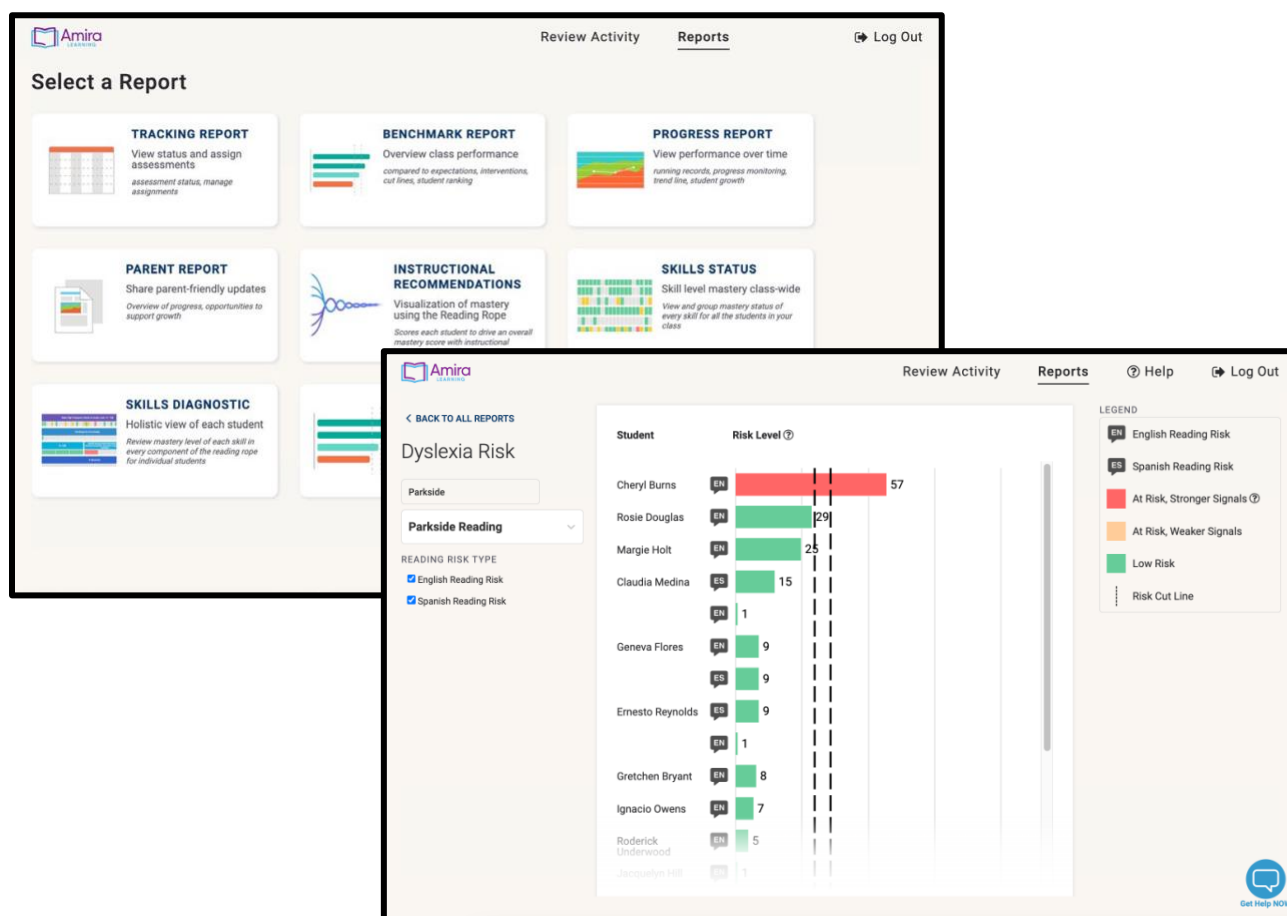 Amira
LEARNING
Review Activity
Reports
Log Out
Select a Report
TRACKING REPORT
View status and assign
assessments
assessment status, manage
assignments
BENCHMARK REPORT
Overview class performance
compared to expectations, interventions,
cut lines, student ranking
PROGRESS REPORT
View performance over time
running records, progress monitoring,
trend line, student growth
PARENT REPORT
Share parent-friendly updates
Overview of progress, opportunities to
support growth
INSTRUCTIONAL
RECOMMENDATIONS
Visualization of mastery
using the Reading Rope
Scores each student to drive an overall
mastery score with instructional
SKILLS STATUS
Skill level mastery class-wide
View and group mastery status of
every skill for all the students in your
class
SKILLS DIAGNOSTIC
Holistic view of each student
Review mastery level of each skill in
every component of the reading rope
for individual students
Amira
LEARNING
Review Activity
Reports
Help
Log Out
BACK TO ALL REPORTS
Dyslexia Risk
Parkside
Parkside Reading
READING RISK TYPE
English Reading Risk
Spanish Reading Risk
Student Risk Level
Cheryl Burns EN 57
Rosie Douglas EN 29
Margie Holt EN 25
Claudia Medina ES 15
EN 1
Geneva Flores EN 9
ES 9
Ernesto Reynolds ES 9
EN 1
Gretchen Bryant EN 8
Ignacio Owens EN 7
Roderick EN 5
Underwood
Jacquelyn Hill EN 1
LEGEND
EN English Reading Risk
ES Spanish Reading Risk
At Risk, Stronger Signals
At Risk, Weaker Signals
Low Risk
Risk Cut Line
Get Help NOW